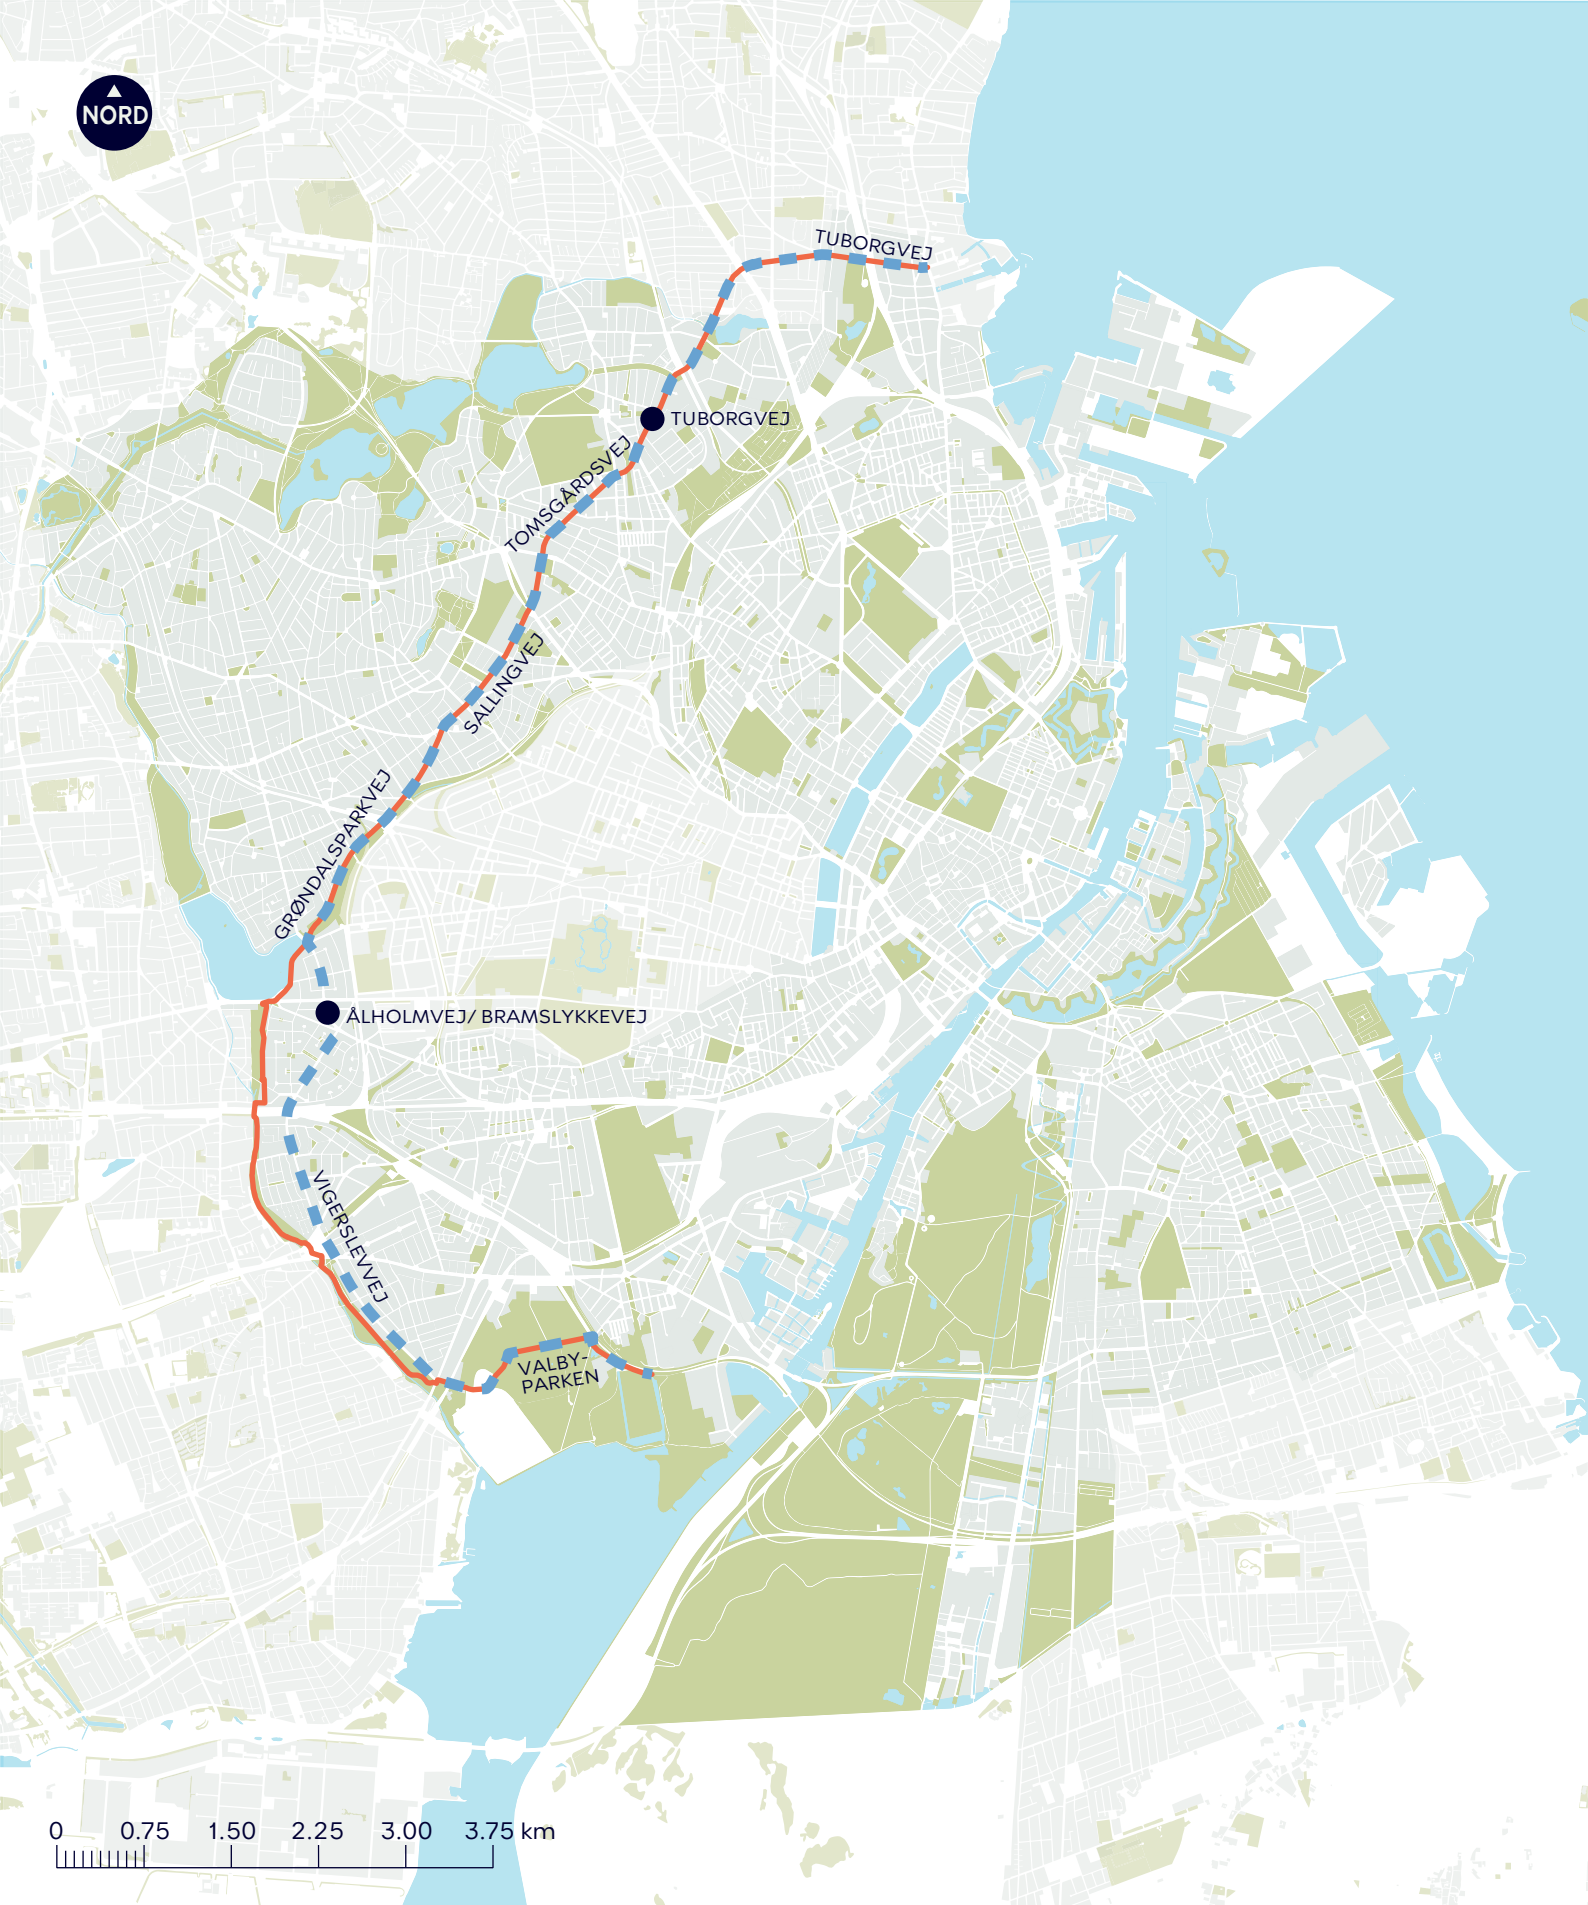 NORD
TUBORGVEJ
TUBORGVEJ
TOMSGÅRDSVEJ
SALLINGVEJ
GRØNDALSPARKVEJ
ÅLHOLMVEJ/ BRAMSLYKKEVEJ
VIGERSLEVVEJ
VALBY-
PARKEN
0 0.75 1.50 2.25 3.00 3.75 km